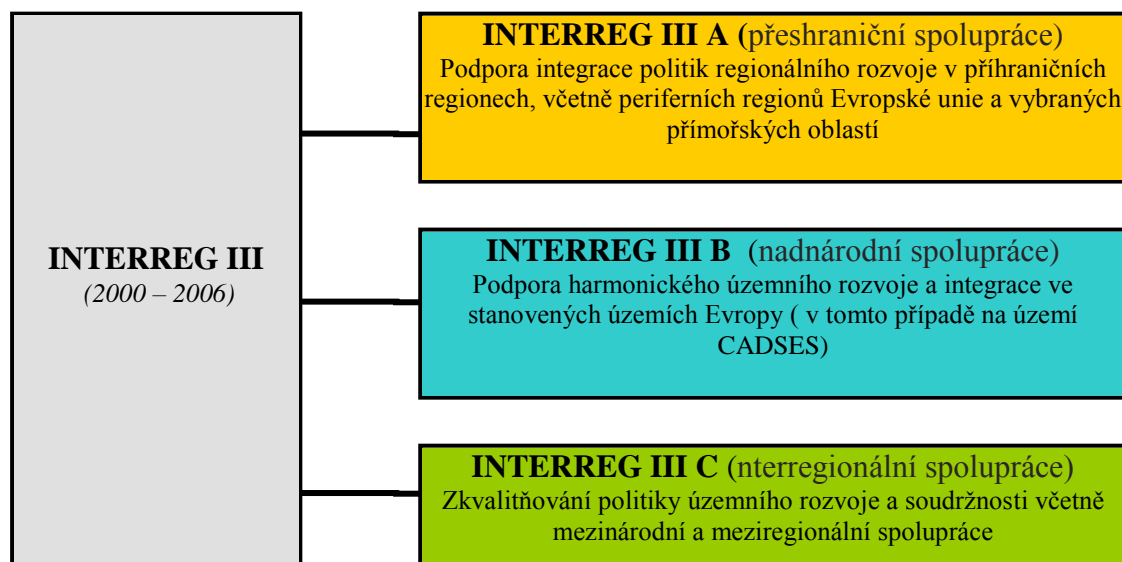 INTERREG III
(2000 – 2006)
INTERREG III A (přeshraniční spolupráce)
Podpora integrace politik regionálního rozvoje v příhraničních
regionech, včetně periferních regionů Evropské unie a vybraných
přímořských oblastí
INTERREG III B (nadnárodní spolupráce)
Podpora harmonického územního rozvoje a integrace ve
stanovených územích Evropy ( v tomto případě na území
CADSES)
INTERREG III C (nterregionální spolupráce)
Zkvalitňování politiky územního rozvoje a soudržnosti včetně
mezinárodní a meziregionální spolupráce